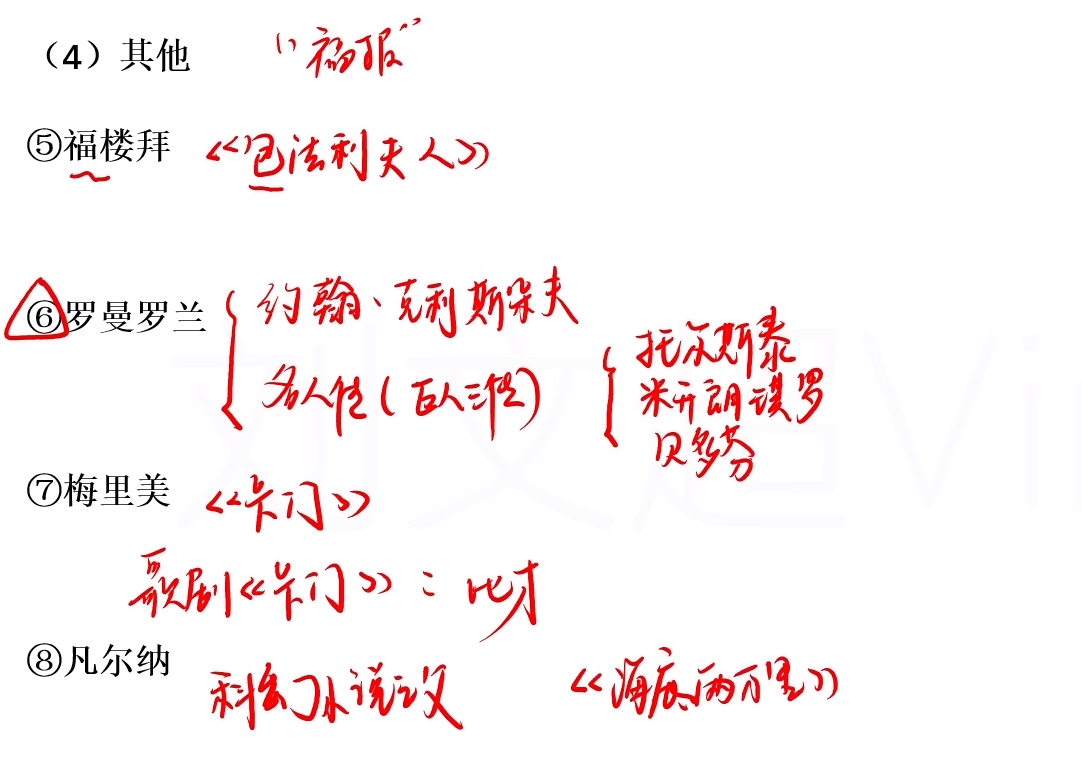 （4）其他 “福报”
⑤福楼拜 《包法利夫人》
⑥罗曼罗兰 { 约翰、克利斯朵夫
名人传（巨人三传） { 托尔斯泰
米开朗琪罗
贝多芬
⑦梅里美 《卡门》
歌剧《卡门》：比才
⑧凡尔纳 科幻小说之父 《海底两万里》